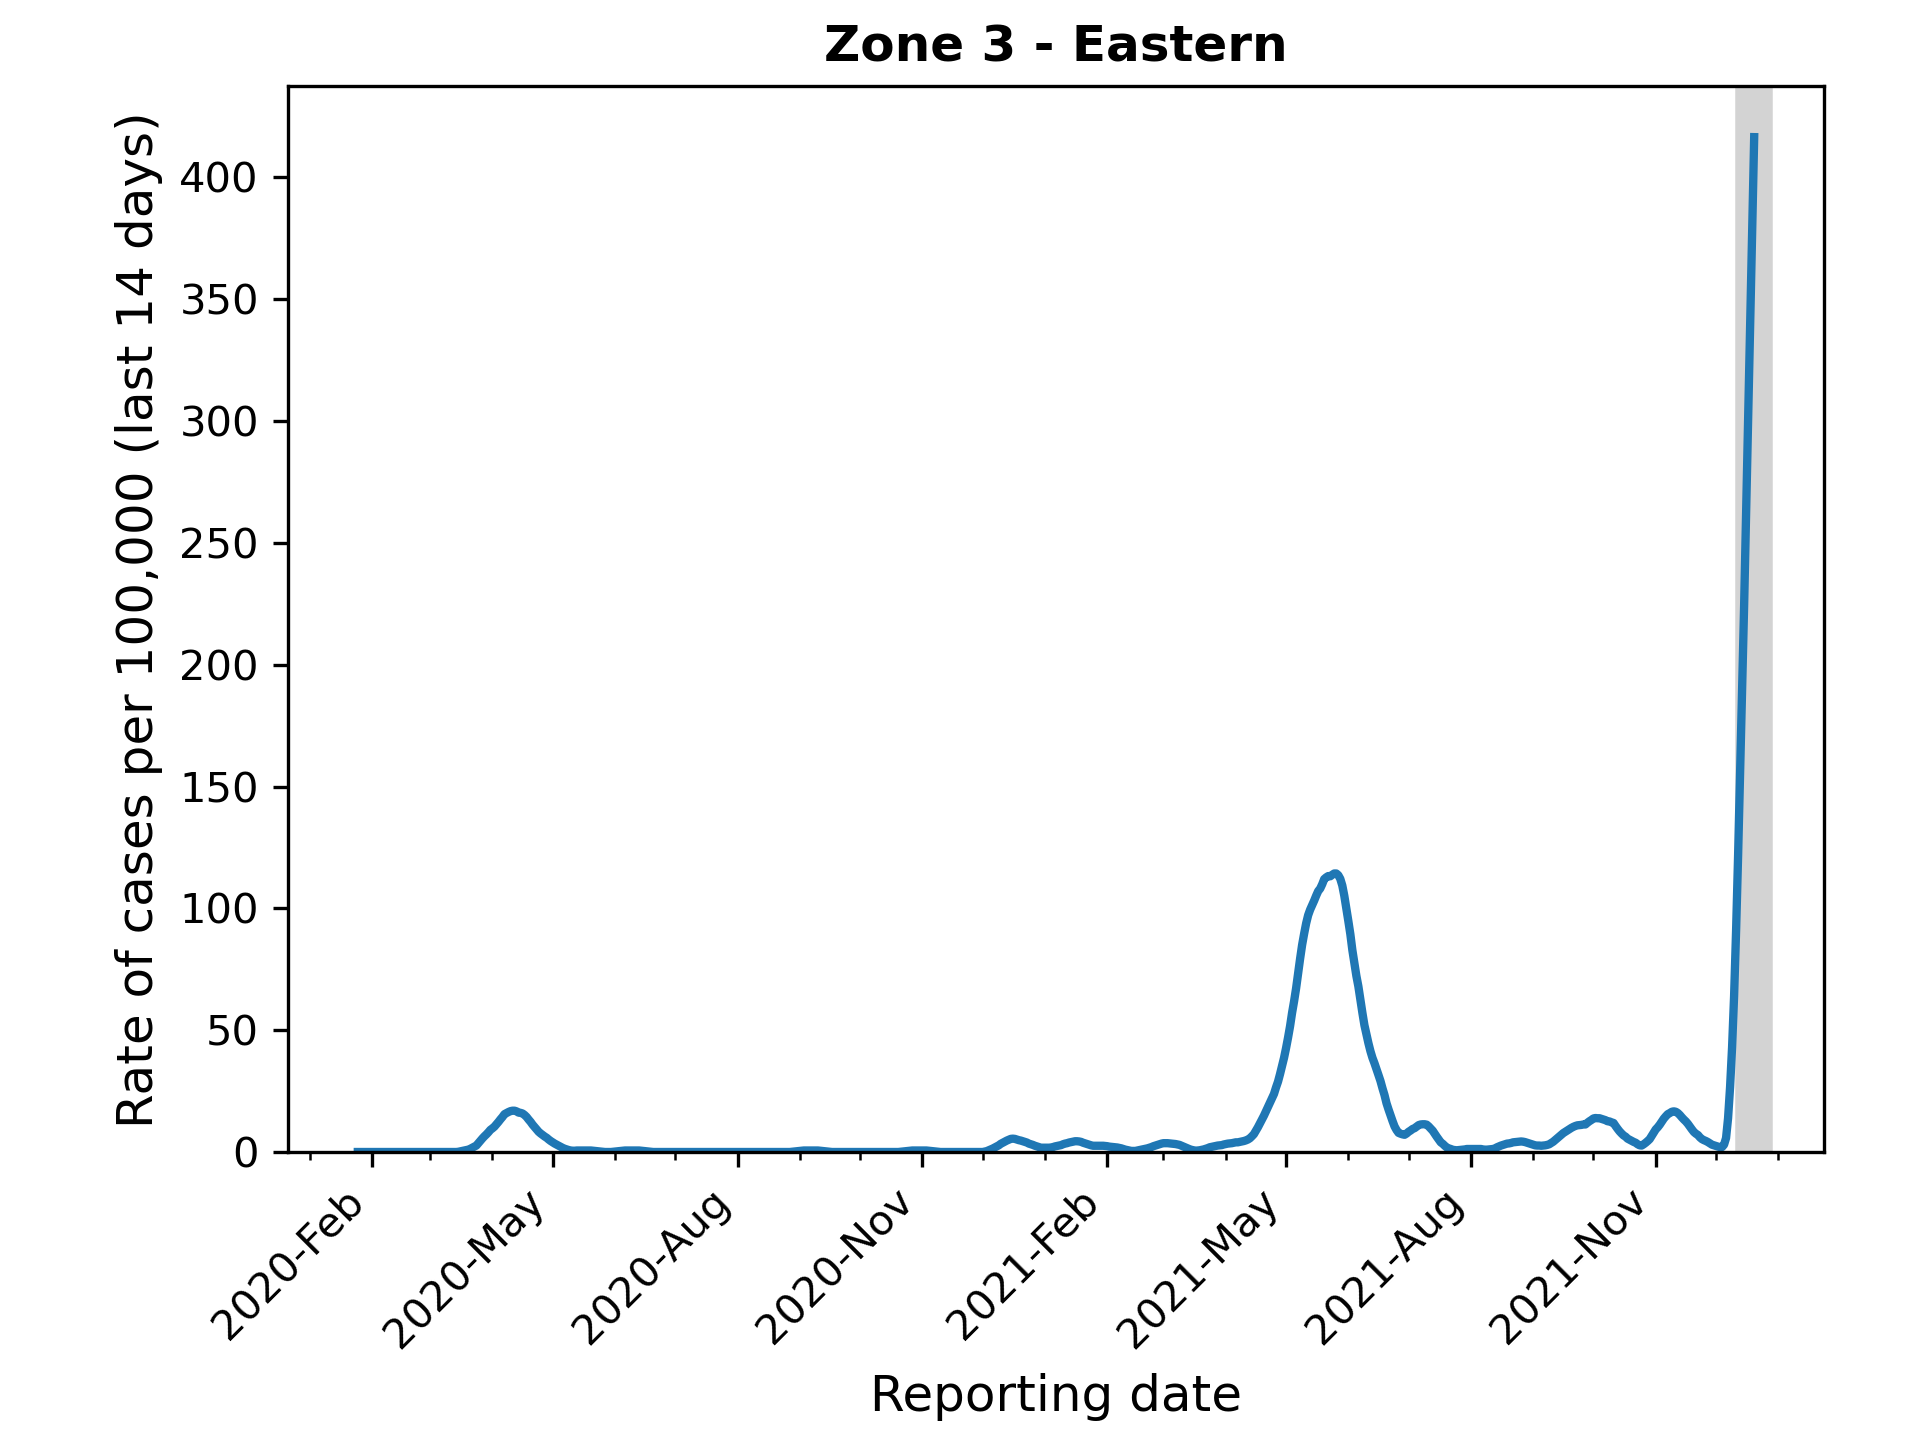 Zone 3 - Eastern
Rate of cases per 100,000 (last 14 days)
400
350
300
250
200
150
100
50
0
2020-Feb
2020-May
2020-Aug
2020-Nov
2021-Feb
2021-May
2021-Aug
2021-Nov
Reporting date